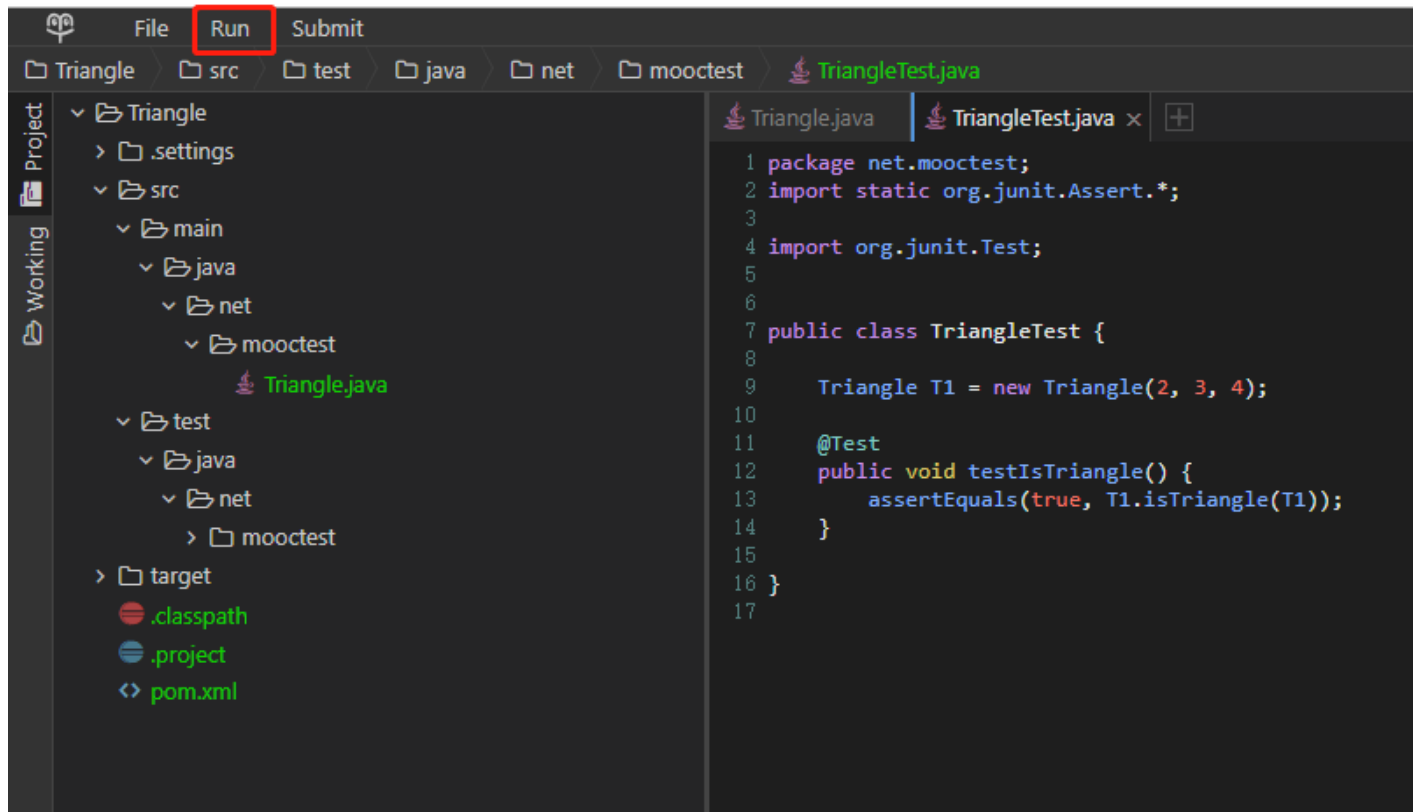 File Run Submit
Triangle src test java net mooctest TriangleTest.java
Project
Working
Triangle
.settings
src
main
java
net
mooctest
Triangle.java
test
java
net
mooctest
target
.classpath
.project
pom.xml
Triangle.java TriangleTest.java ×
1 package net.mooctest;
2 import static org.junit.Assert.*;
3
4 import org.junit.Test;
5
6
7 public class TriangleTest {
8
9     Triangle T1 = new Triangle(2, 3, 4);
10
11     @Test
12     public void testIsTriangle() {
13         assertEquals(true, T1.isTriangle(T1));
14     }
15
16 }
17